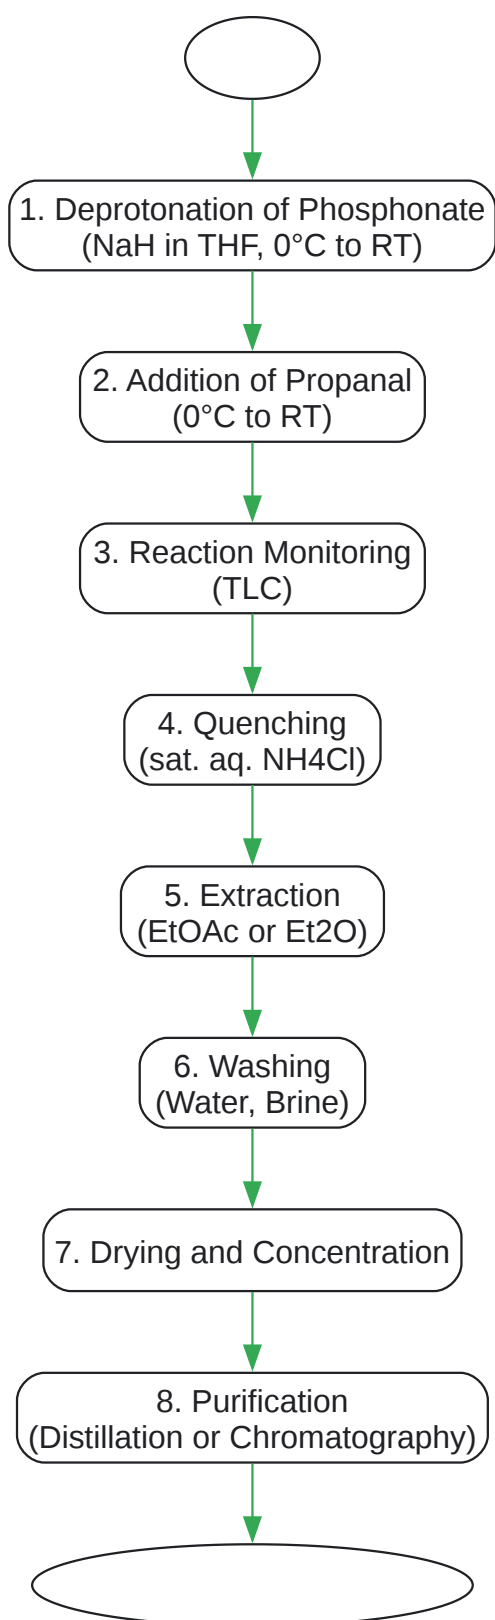 1. Deprotonation of Phosphonate
(NaH in THF, 0°C to RT)
2. Addition of Propanal
(0°C to RT)
3. Reaction Monitoring
(TLC)
4. Quenching
(sat. aq. NH4Cl)
5. Extraction
(EtOAc or Et2O)
6. Washing
(Water, Brine)
7. Drying and Concentration
8. Purification
(Distillation or Chromatography)